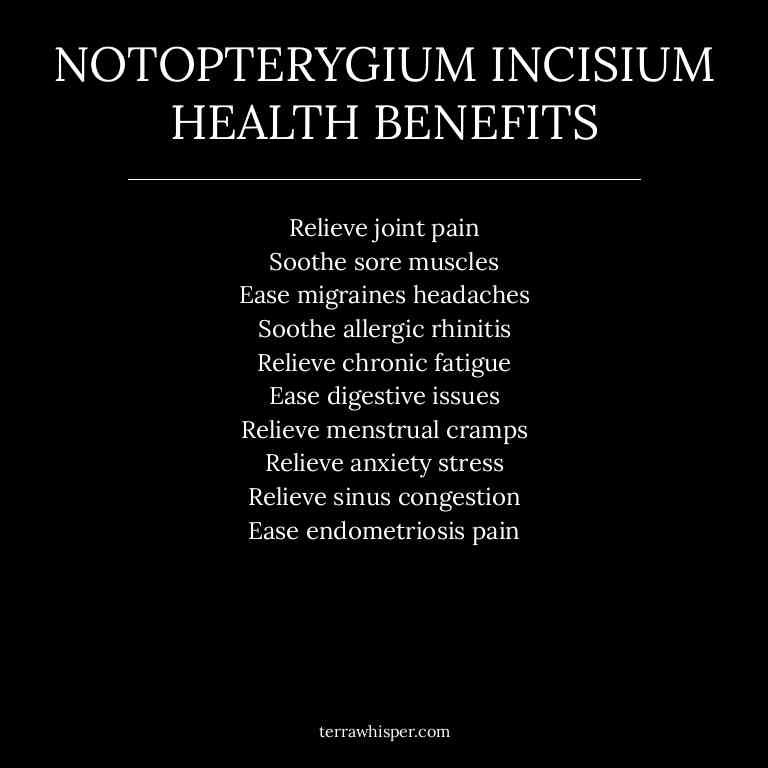 NOTOPTERYGIUM INCISIUM
HEALTH BENEFITS
Relieve joint pain
Soothe sore muscles
Ease migraines headaches
Soothe allergic rhinitis
Relieve chronic fatigue
Ease digestive issues
Relieve menstrual cramps
Relieve anxiety stress
Relieve sinus congestion
Ease endometriosis pain
terrawhisper.com